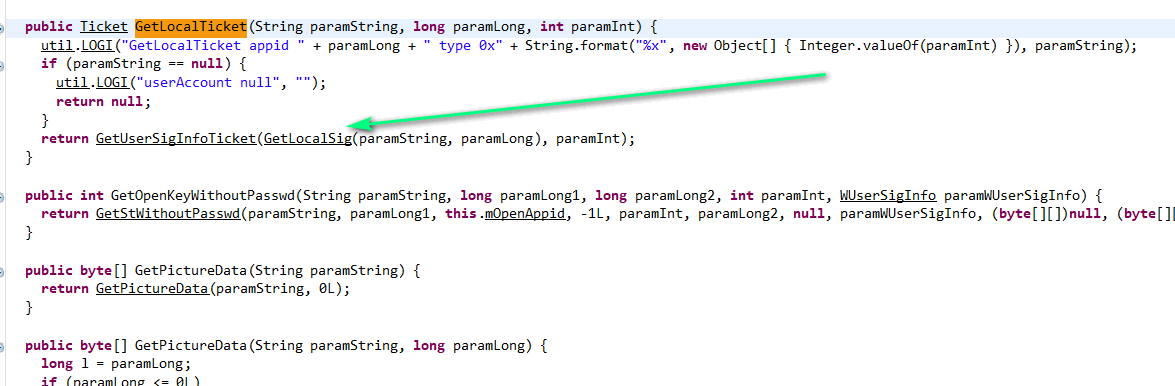 public Ticket GetLocalTicket(String paramString, long paramLong, int paramInt) {
util.LOGI("GetLocalTicket appid " + paramLong + " type 0x" + String.format("%x", new Object[] { Integer.valueOf(paramInt) }), paramString);
if (paramString == null) {
util.LOGI("userAccount null", "");
return null;
}
return GetUserSigInfoTicket(GetLocalSig(paramString, paramLong), paramInt);
}
public int GetOpenKeyWithoutPasswd(String paramString, long paramLong1, long paramLong2, int paramInt, WUserSigInfo paramWUserSigInfo) {
return GetStWithoutPasswd(paramString, paramLong1, this.mOpenAppid, -1L, paramInt, paramLong2, null, paramWUserSigInfo, (byte[][])null, (byte[][
}
public byte[] GetPictureData(String paramString) {
return GetPictureData(paramString, 0L);
}
public byte[] GetPictureData(String paramString, long paramLong) {
long l = paramLong;
if (paramLong <= 0L)